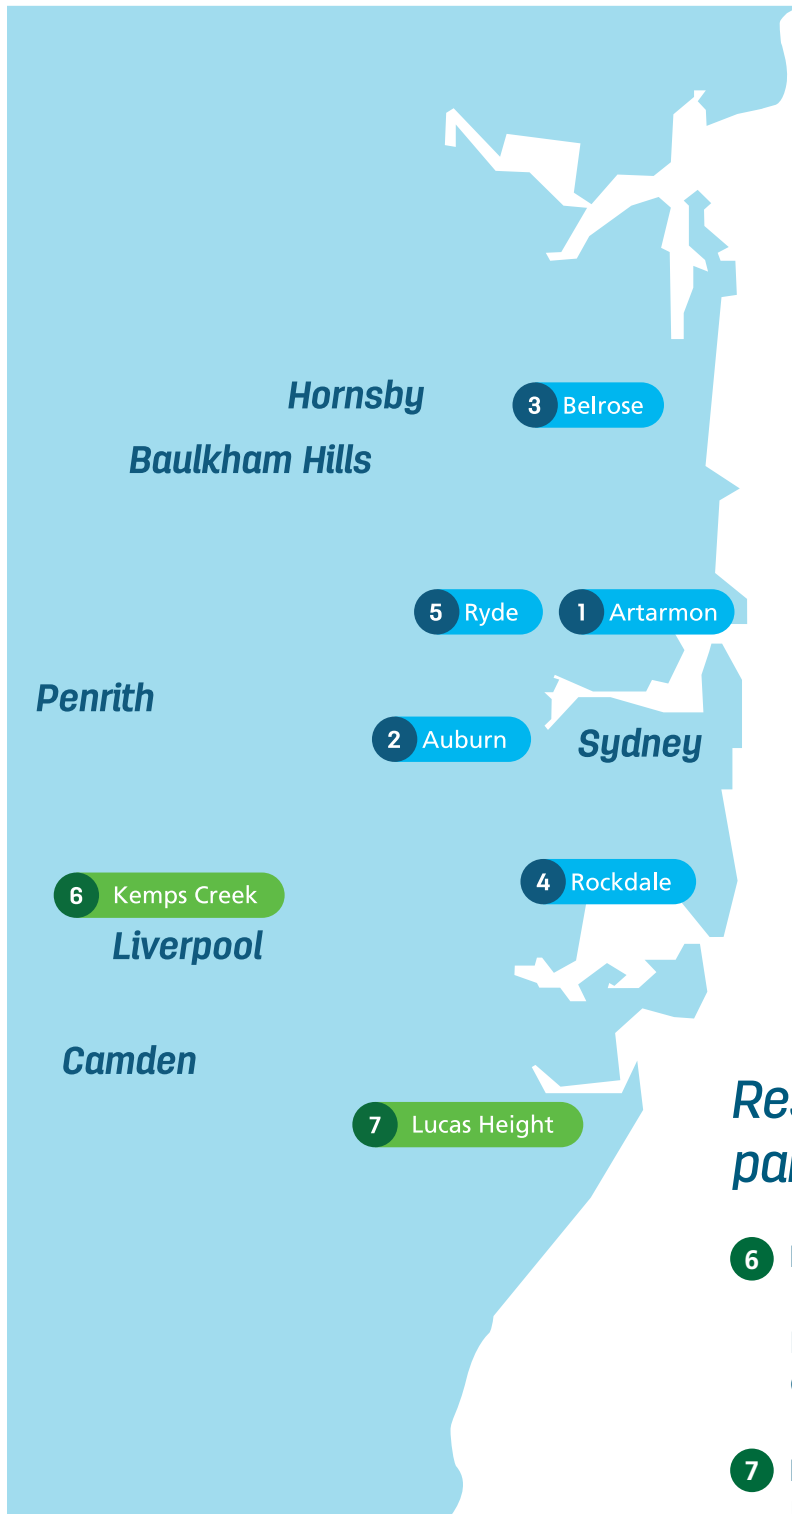 Hornsby
3 Belrose
Baulkham Hills
5 Ryde
1 Artarmon
Penrith
2 Auburn
Sydney
4 Rockdale
6 Kemps Creek
Liverpool
Camden
7 Lucas Height
6
7